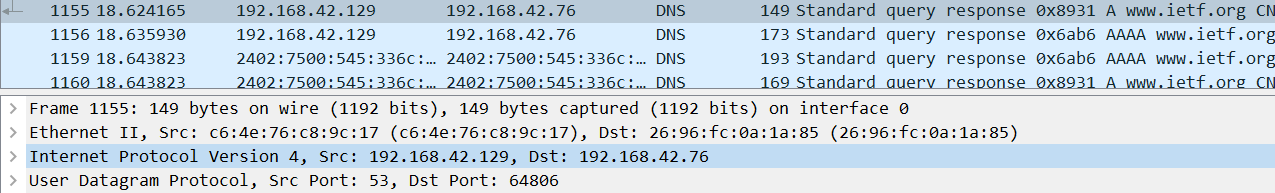 1155 18.624165 192.168.42.129 192.168.42.76 DNS 149 Standard query response 0x8931 A www.ietf.org CN
1156 18.635930 192.168.42.129 192.168.42.76 DNS 173 Standard query response 0x6ab6 AAAA www.ietf.org
1159 18.643823 2402:7500:545:336c:… 2402:7500:545:336c:… DNS 193 Standard query response 0x6ab6 AAAA www.ietf.org
1160 18.643823 2402:7500:545:336c:… 2402:7500:545:336c:… DNS 169 Standard query response 0x8931 A www.ietf.org CN
Frame 1155: 149 bytes on wire (1192 bits), 149 bytes captured (1192 bits) on interface 0
Ethernet II, Src: c6:4e:76:c8:9c:17 (c6:4e:76:c8:9c:17), Dst: 26:96:fc:0a:1a:85 (26:96:fc:0a:1a:85)
Internet Protocol Version 4, Src: 192.168.42.129, Dst: 192.168.42.76
User Datagram Protocol, Src Port: 53, Dst Port: 64806